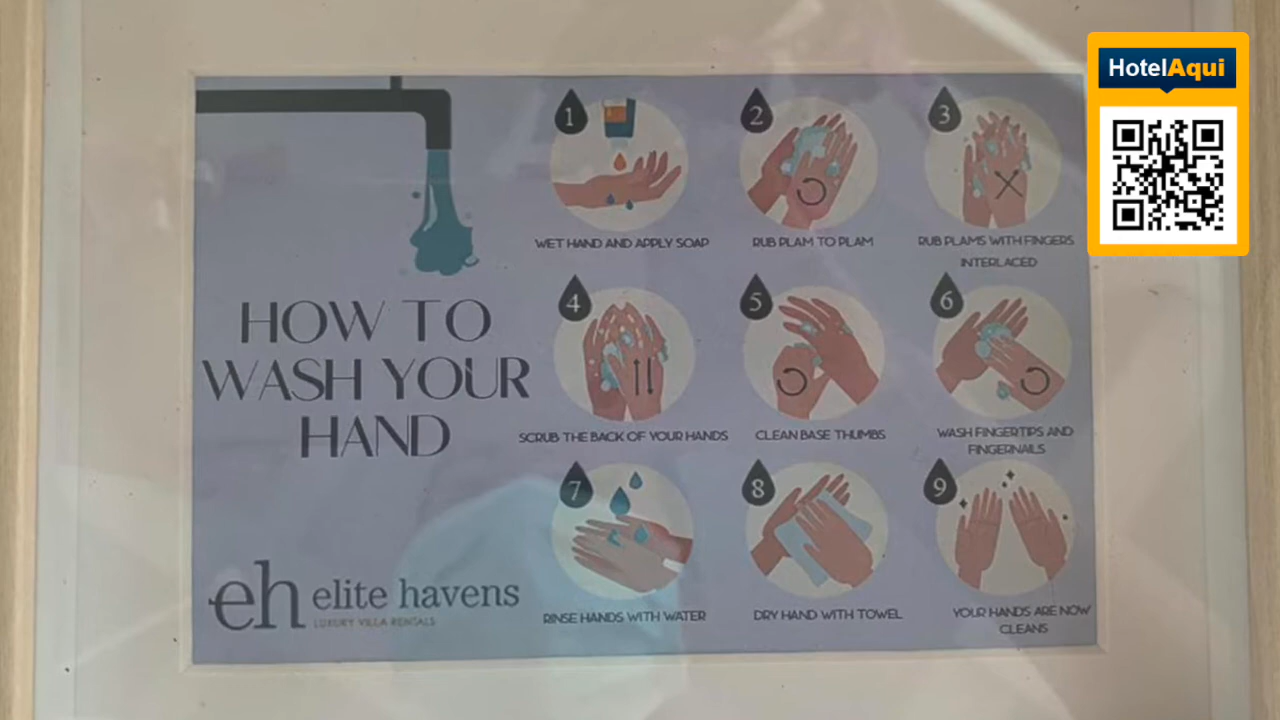 HOW TO
WASH YOUR
HAND
eh elite havens
LUXURY VILLA RENTALS
1
WET HAND AND APPLY SOAP
2
RUB PLAM TO PLAM
3
RUB PLAMS WITH FINGERS
INTERLACED
4
SCRUB THE BACK OF YOUR HANDS
5
CLEAN BASE THUMBS
6
WASH FINGERTIPS AND
FINGERNAILS
7
RINSE HANDS WITH WATER
8
DRY HAND WITH TOWEL
9
YOUR HANDS ARE NOW
CLEANS
HotelAqui